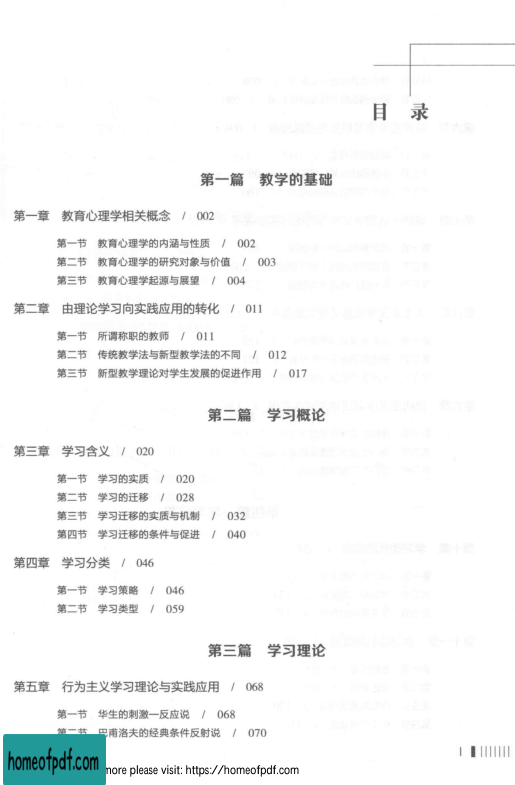 目 录
第一篇 教学的基础
第一章 教育心理学相关概念 / 002
第一节 教育心理学的内涵与性质 / 002
第二节 教育心理学的研究对象与价值 / 003
第三节 教育心理学起源与展望 / 004
第二章 由理论学习向实践应用的转化 / 011
第一节 所谓称职的教师 / 011
第二节 传统教学法与新型教学法的不同 / 012
第三节 新型教学理论对学生发展的促进作用 / 017
第二篇 学习概论
第三章 学习含义 / 020
第一节 学习的实质 / 020
第二节 学习的迁移 / 028
第三节 学习迁移的实质与机制 / 032
第四节 学习迁移的条件与促进 / 040
第四章 学习分类 / 046
第一节 学习策略 / 046
第二节 学习类型 / 059
第三篇 学习理论
第五章 行为主义学习理论与实践应用 / 068
第一节 华生的刺激—反应说 / 068
第二节 巴甫洛夫的经典条件反射说 / 070
I
homeofpdf.com
more please visit: https://homeofpdf.com